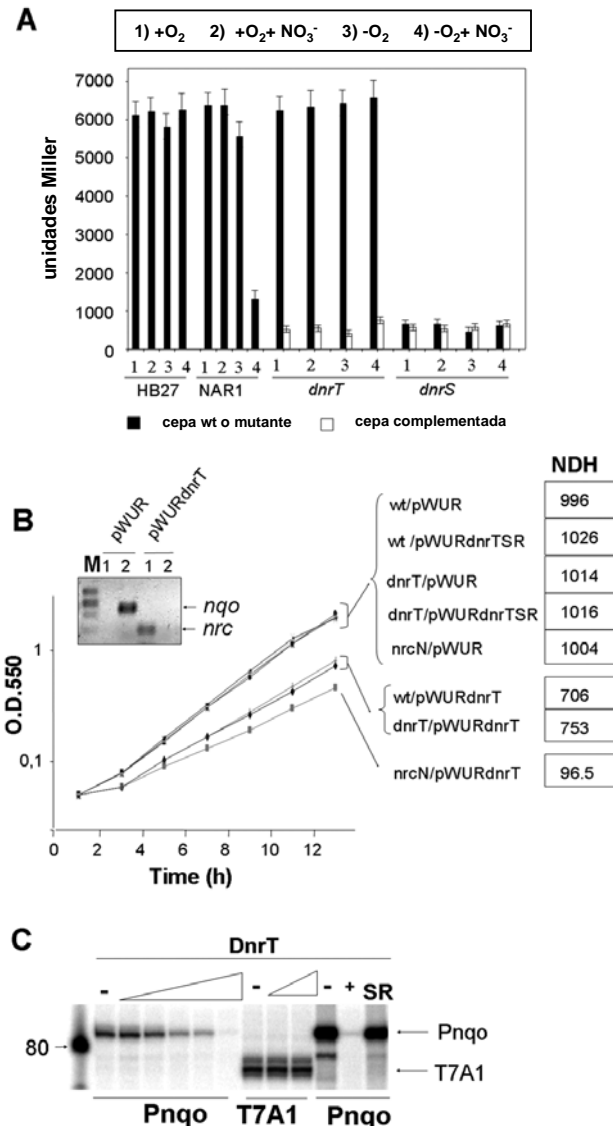 A
1) +O2 2) +O2+ NO3- 3) -O2 4) -O2+ NO3-
unidades Miller
7000
6000
5000
4000
3000
2000
1000
0
1 2 3 4 1 2 3 4 1 2 3 4 1 2 3 4
HB27 NAR1 dnrT dnrS
cepa wt o mutante cepa complementada
B
NDH
pWUR pWURdnrT
M 1 2 1 2
nqo
nrc
wt/pWUR 996
wt /pWURdnrTSR 1026
dnrT/pWUR 1014
dnrT/pWURdnrTSR 1016
nrcN/pWUR 1004
wt/pWURdnrT 706
dnrT/pWURdnrT 753
nrcN/pWURdnrT 96.5
O.D.550
1
0,1
0 2 4 6 8 10 12
Time (h)
C
DnrT
- - - + SR
80
Pnqo
T7A1
Pnqo T7A1 Pnqo